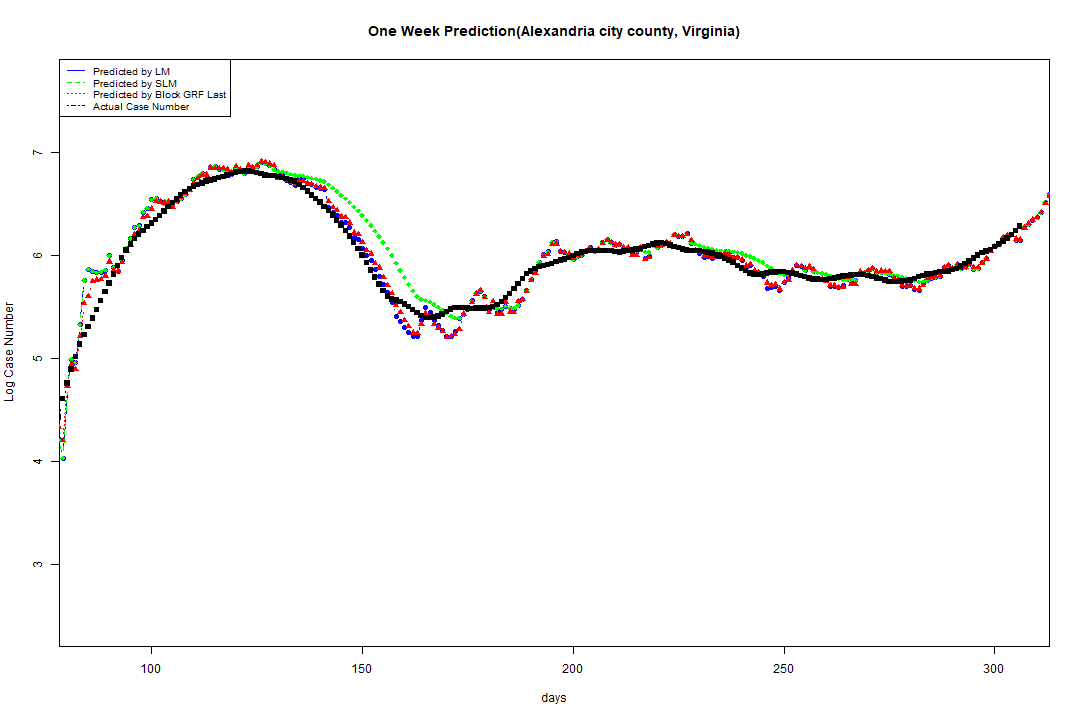 One Week Prediction(Alexandria city county, Virginia)
Predicted by LM
Predicted by SLM
Predicted by Block GRF Last
Actual Case Number
7
6
5
4
3
Log Case Number
100 150 200 250 300
days